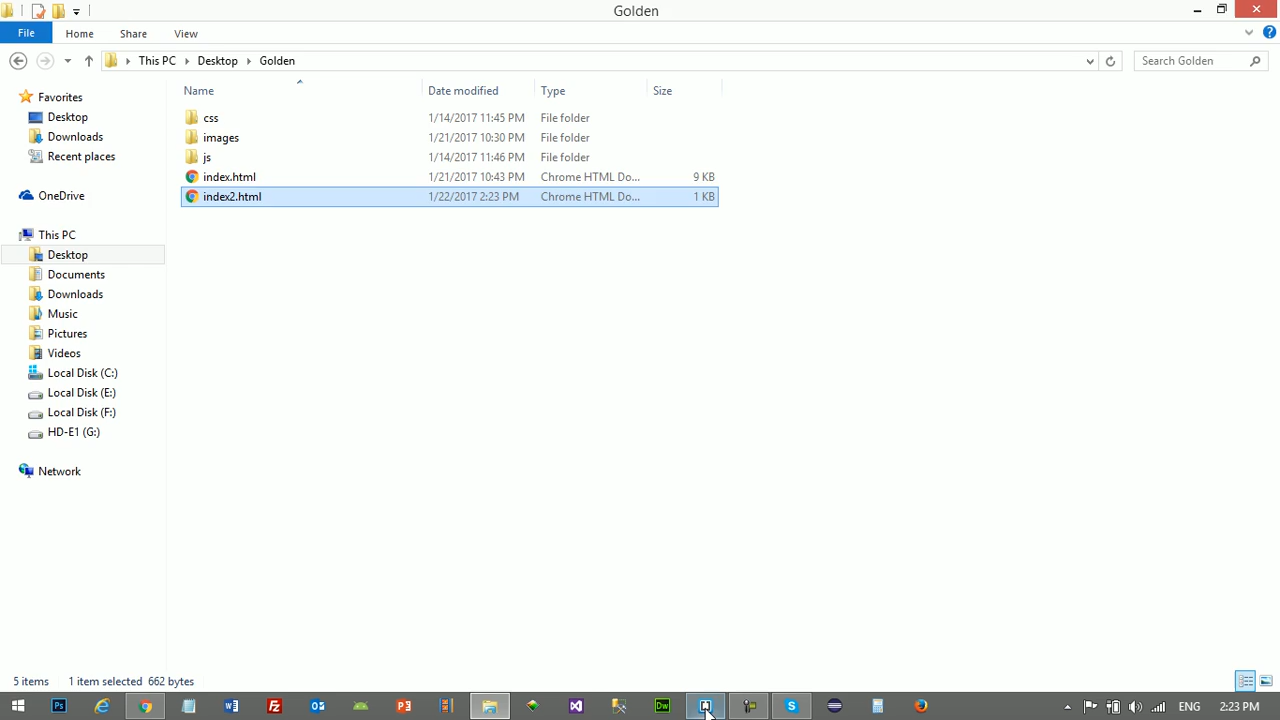 Golden
File Home Share View
This PC Desktop Golden Search Golden
Name Date modified Type Size
Favorites
Desktop
Downloads
Recent places
OneDrive
This PC
Desktop
Documents
Downloads
Music
Pictures
Videos
Local Disk (C:)
Local Disk (E:)
Local Disk (F:)
HD-E1 (G:)
Network
css 1/14/2017 11:45 PM File folder
images 1/21/2017 10:30 PM File folder
js 1/14/2017 11:46 PM File folder
index.html 1/21/2017 10:43 PM Chrome HTML Do... 9 KB
index2.html 1/22/2017 2:23 PM Chrome HTML Do... 1 KB
5 items 1 item selected 662 bytes
Ps Dw ENG 2:23 PM